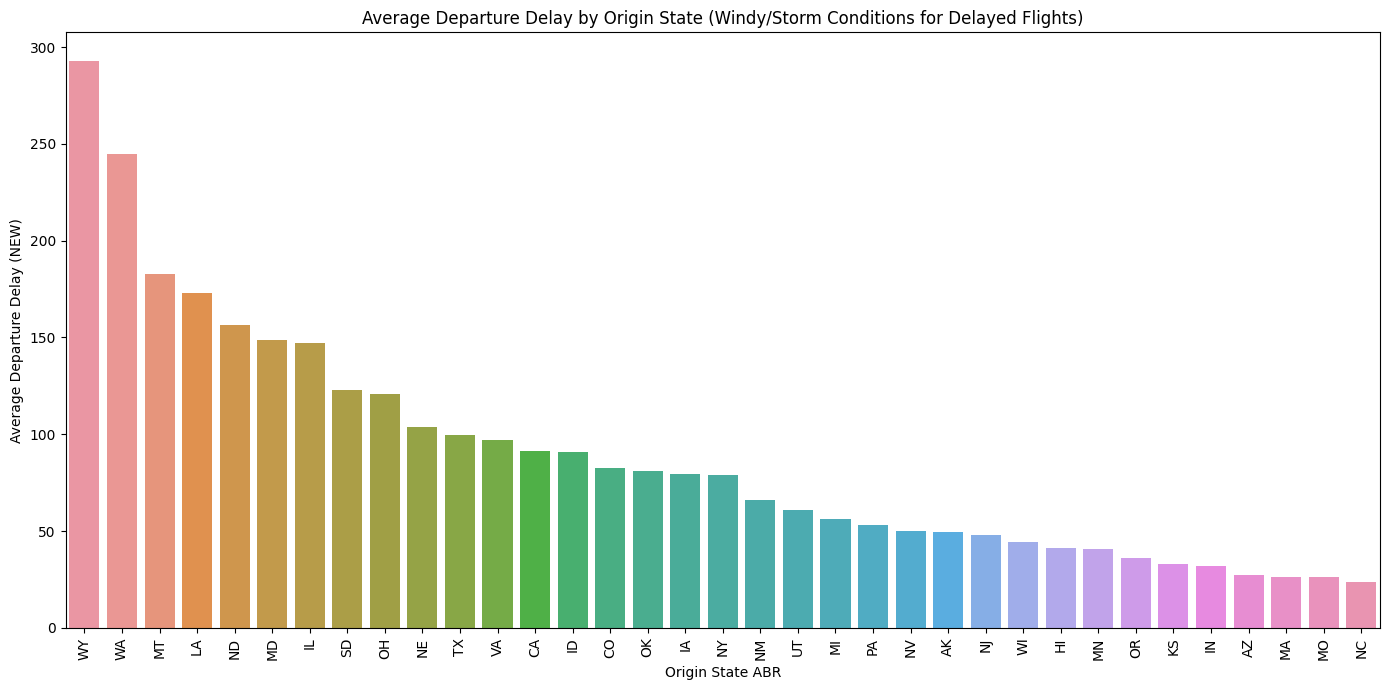 Average Departure Delay by Origin State (Windy/Storm Conditions for Delayed Flights)
Average Departure Delay (NEW)
300
250
200
150
100
50
0
WY WA MT LA ND MD IL SD OH NE TX VA CA ID CO OK IA NY NM UT MI PA NV AK NJ WI HI MN OR KS IN AZ MA MO NC
Origin State ABR